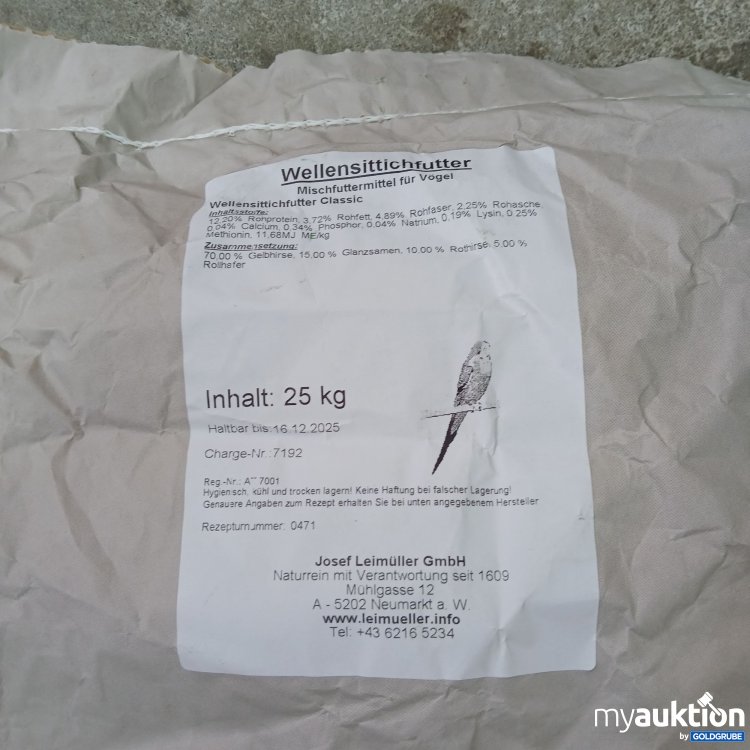 Wellensittichfutter
Mischfuttermittel für Vögel
Wellensittichfutter Classic
Inhaltsstoffe:
12,20% Rohprotein, 3,72% Rohfett, 4,89% Rohfaser, 2,25% Rohasche,
0,04% Calcium, 0,34% Phosphor, 0,04% Natrium, 0,19% Lysin, 0,25%
Methionin, 11,68MJ ME/kg
Zusammensetzung:
70,00 % Gelbhirse, 15,00 % Glanzsamen, 10,00 % Rothirse, 5,00 %
Rollhafer
Inhalt: 25 kg
Haltbar bis:16.12.2025
Charge-Nr.:7192
Reg.-Nr.: 7001
Hygienisch, kühl und trocken lagern! Keine Haftung bei falscher Lagerung!
Genauere Angaben zum Rezept erhalten Sie bei unten angegebenem Hersteller
Rezepturnummer: 0471
Josef Leimüller GmbH
Naturrein mit Verantwortung seit 1609
Mühlgasse 12
A - 5202 Neumarkt a. W.
www.leimueller.info
Tel: +43 6216 5234
myauktion
by GOLDGRUBE